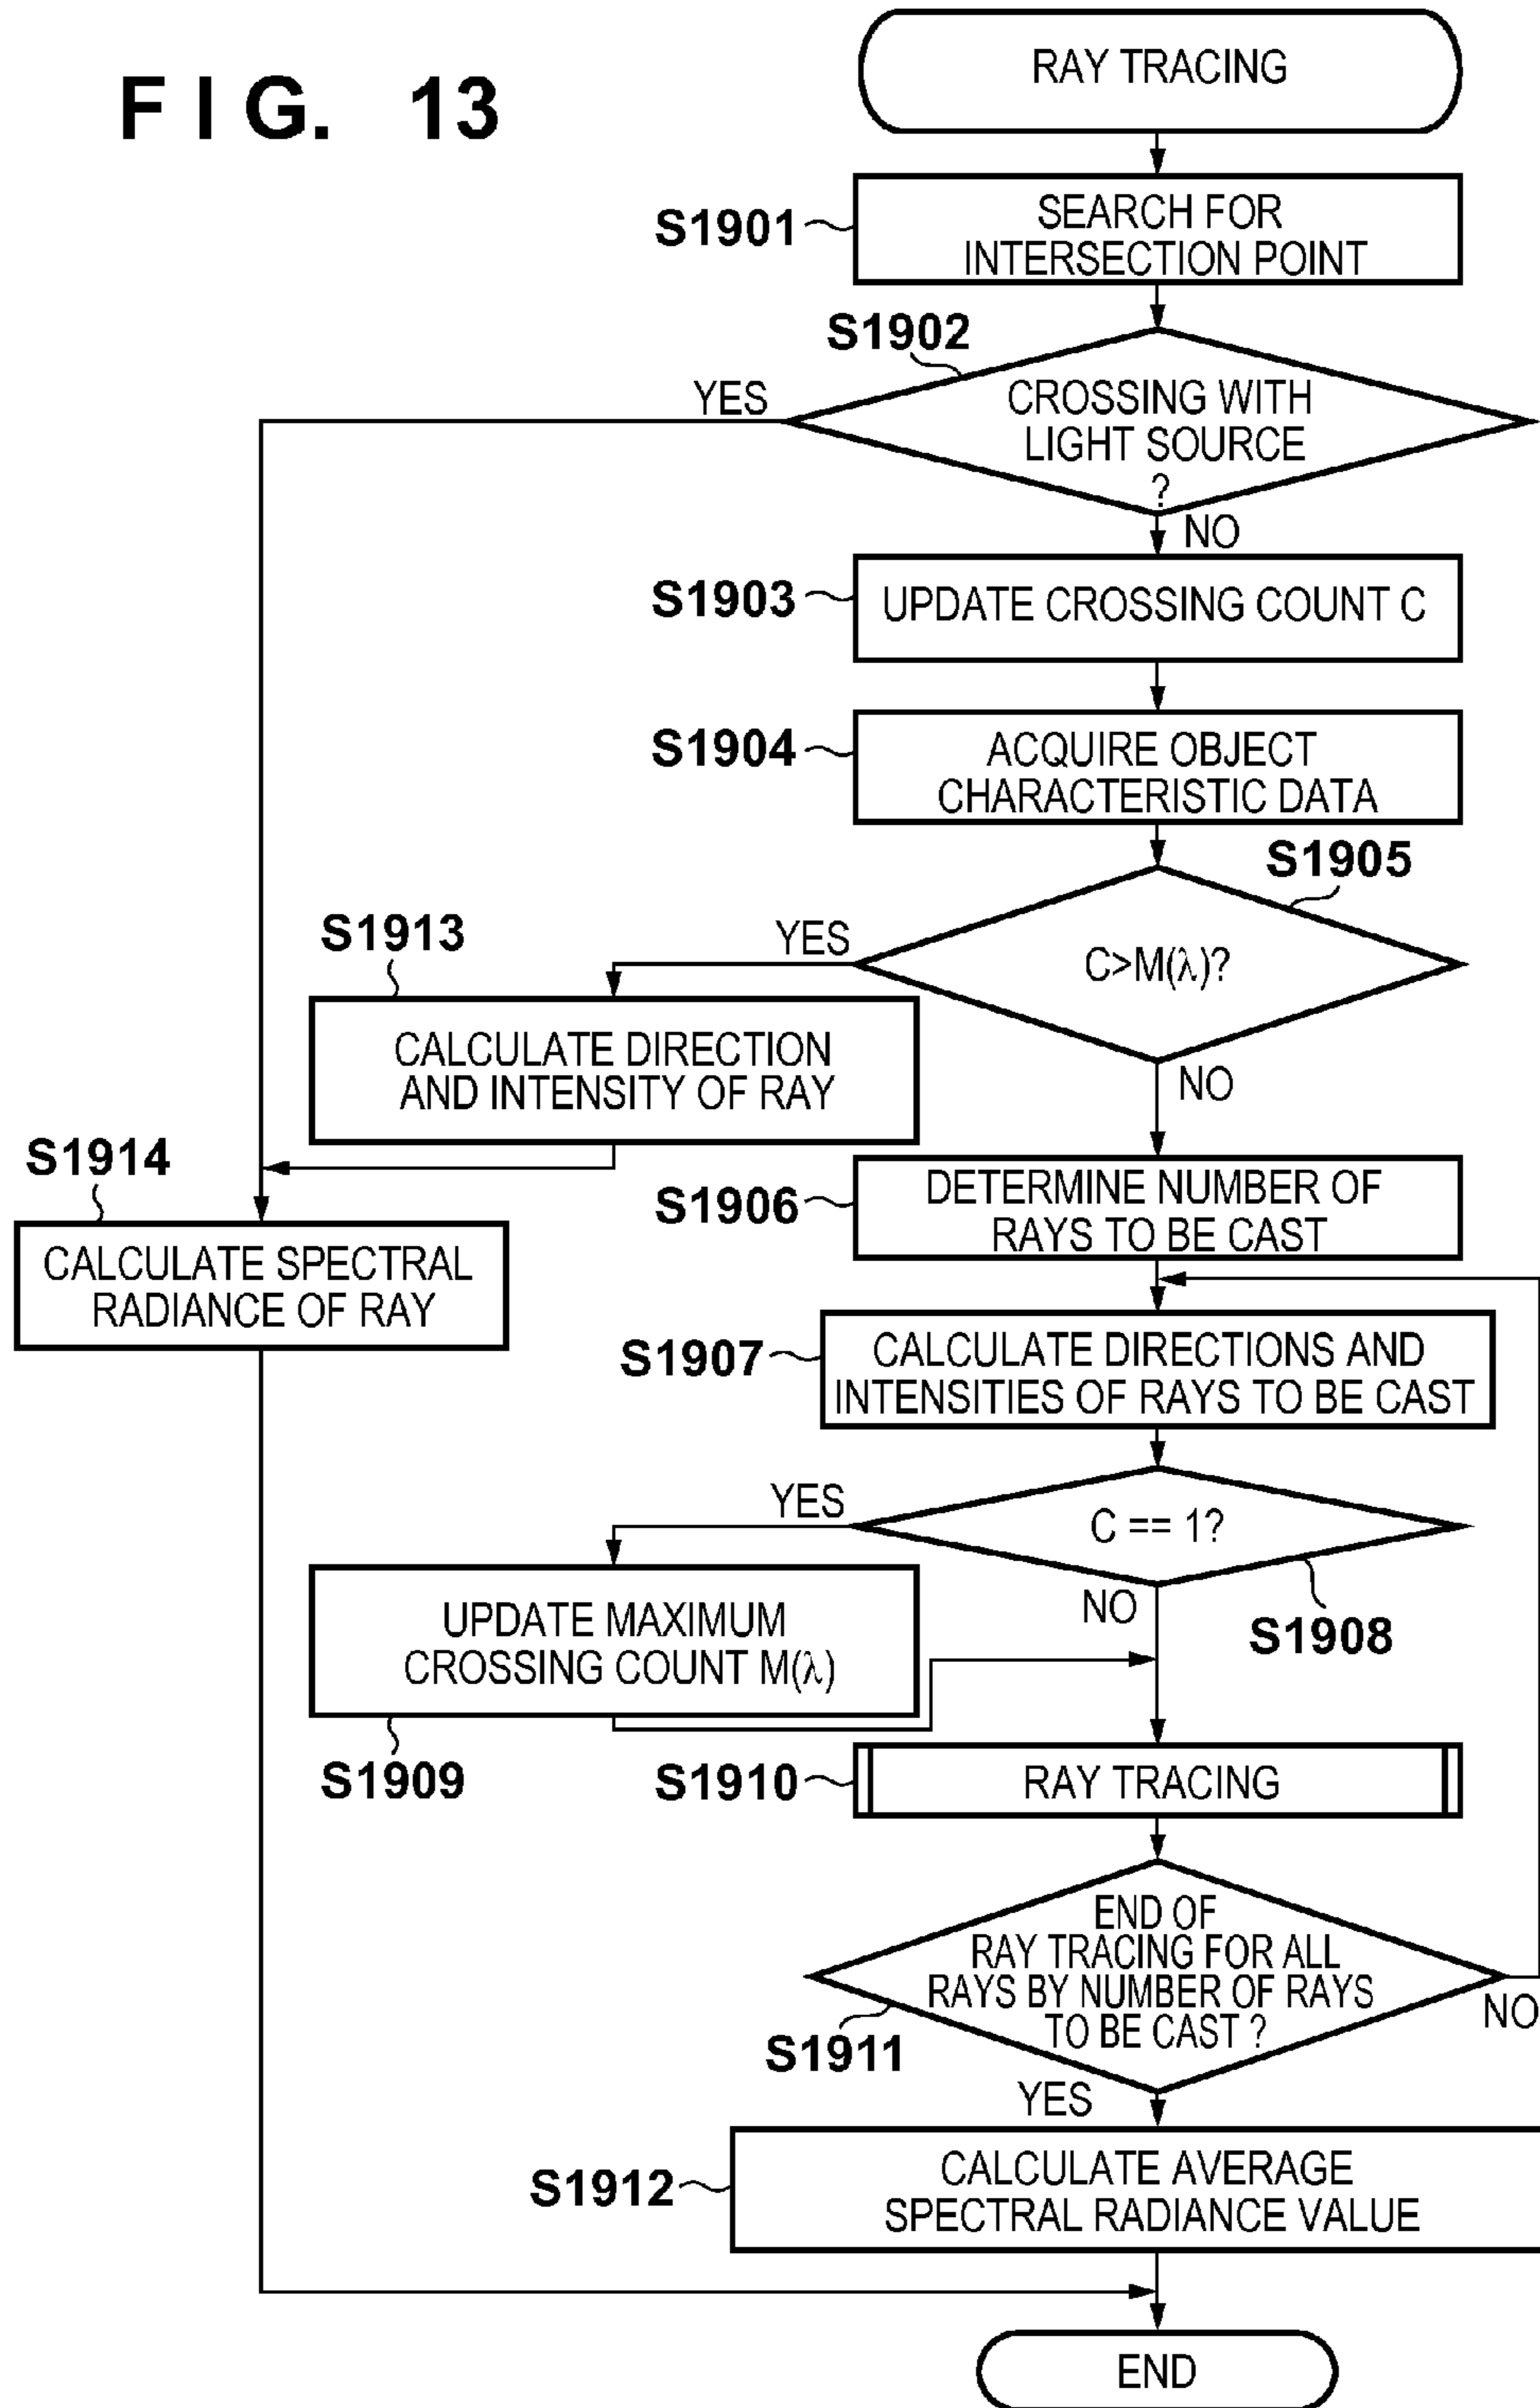 FIG. 13
RAY TRACING
S1901
SEARCH FOR
INTERSECTION POINT
S1902
YES
CROSSING WITH
LIGHT SOURCE
?
NO
S1903
UPDATE CROSSING COUNT C
S1904
ACQUIRE OBJECT
CHARACTERISTIC DATA
S1905
S1913
YES
C>M(λ)?
CALCULATE DIRECTION
AND INTENSITY OF RAY
NO
S1914
S1906
DETERMINE NUMBER OF
RAYS TO BE CAST
CALCULATE SPECTRAL
RADIANCE OF RAY
S1907
CALCULATE DIRECTIONS AND
INTENSITIES OF RAYS TO BE CAST
YES
C == 1?
NO
S1908
UPDATE MAXIMUM
CROSSING COUNT M(λ)
S1909
S1910
RAY TRACING
END OF
RAY TRACING FOR ALL
RAYS BY NUMBER OF RAYS
TO BE CAST ?
NO
S1911
YES
S1912
CALCULATE AVERAGE
SPECTRAL RADIANCE VALUE
END